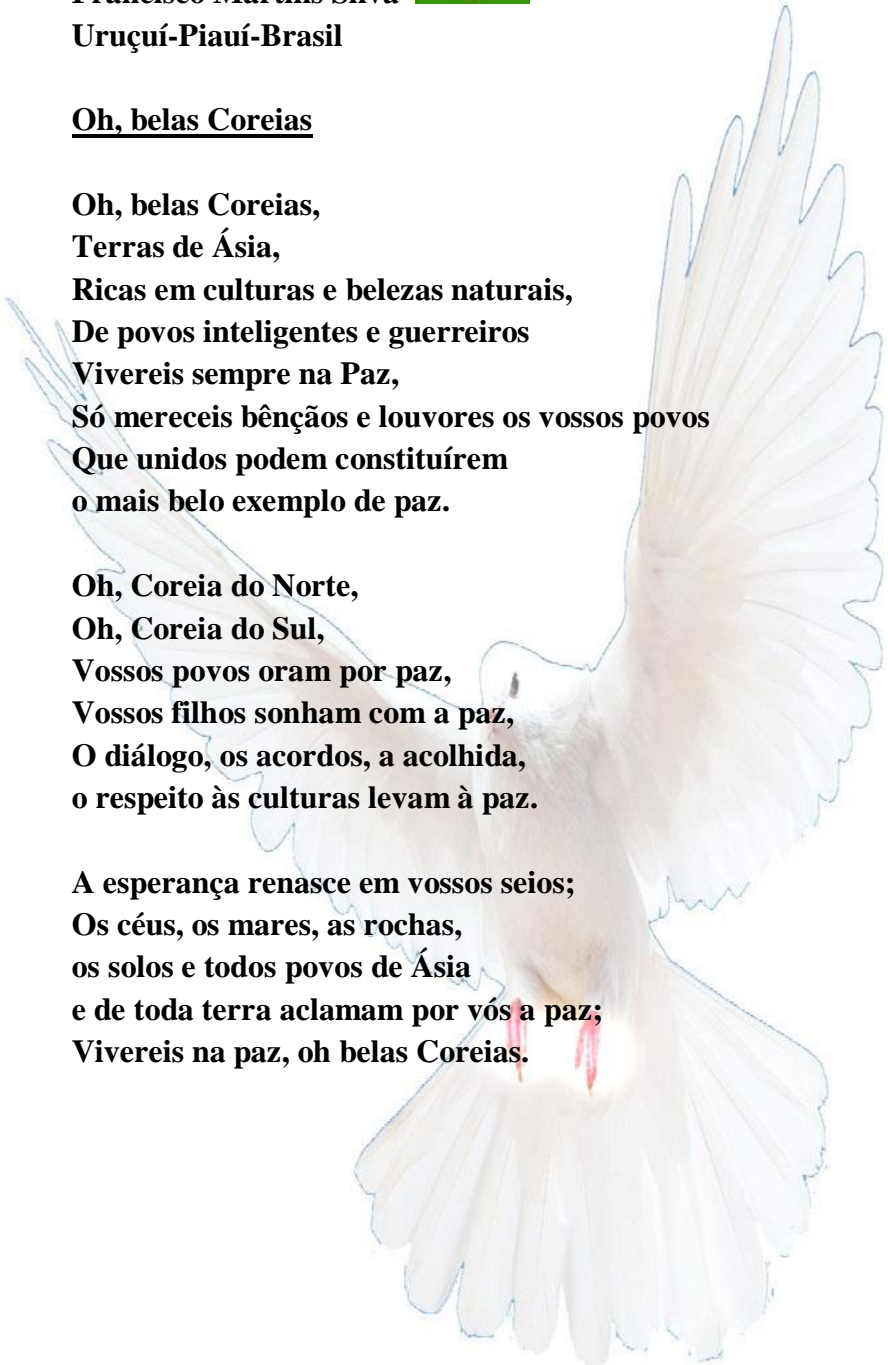 Francisco Martins Silva
Uruçuí-Piauí-Brasil
Oh, belas Coreias
Oh, belas Coreias,
Terras de Ásia,
Ricas em culturas e belezas naturais,
De povos inteligentes e guerreiros
Vivereis sempre na Paz,
Só mereceis bênçãos e louvores os vossos povos
Que unidos podem constituírem
o mais belo exemplo de paz.
Oh, Coreia do Norte,
Oh, Coreia do Sul,
Vossos povos oram por paz,
Vossos filhos sonham com a paz,
O diálogo, os acordos, a acolhida,
o respeito às culturas levam à paz.
A esperança renasce em vossos seios;
Os céus, os mares, as rochas,
os solos e todos povos de Ásia
e de toda terra aclamam por vós a paz;
Vivereis na paz, oh belas Coreias.